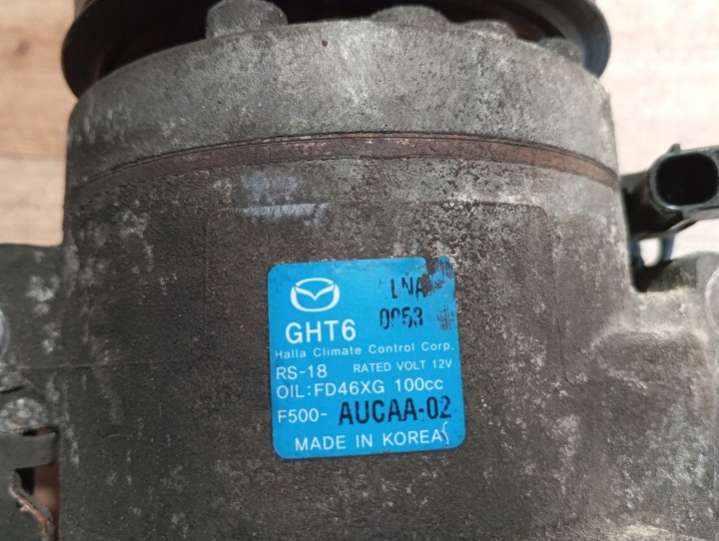 GHT6
Halla Climate Control Corp.
RS-18 RATED VOLT 12V
OIL:FD46XG 100cc
F500-AUCAA-02
MADE IN KOREA